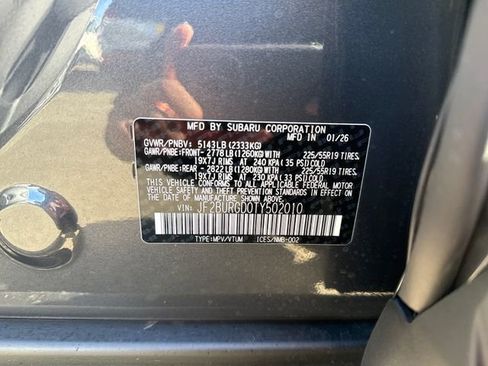 MFD BY SUBARU CORPORATION 01/26
GVWR/PNBV: 5143LB(2333KG)
GAWR/PNBE:FRONT- 2778LB(1260KG)WITH 225/55R19 TIRES,
19X7J RIMS AT 240 KPA(35 PSI)COLD
GAWR/PNBE:REAR - 2822LB(1280KG)WITH 225/55R19 TIRES,
19X7J RIMS AT 230 KPA(33 PSI)COLD
THIS VEHICLE CONFORMS TO ALL APPLICABLE FEDERAL MOTOR
VEHICLE SAFETY AND THEFT PREVENTION STANDARDS IN EFFECT
AT THE DATE OF MANUFACTURE SHOWN ABOVE.
VIN: JF2BURGD0TY502010
TYPE:MPV/VTUM ICES/NMB-002